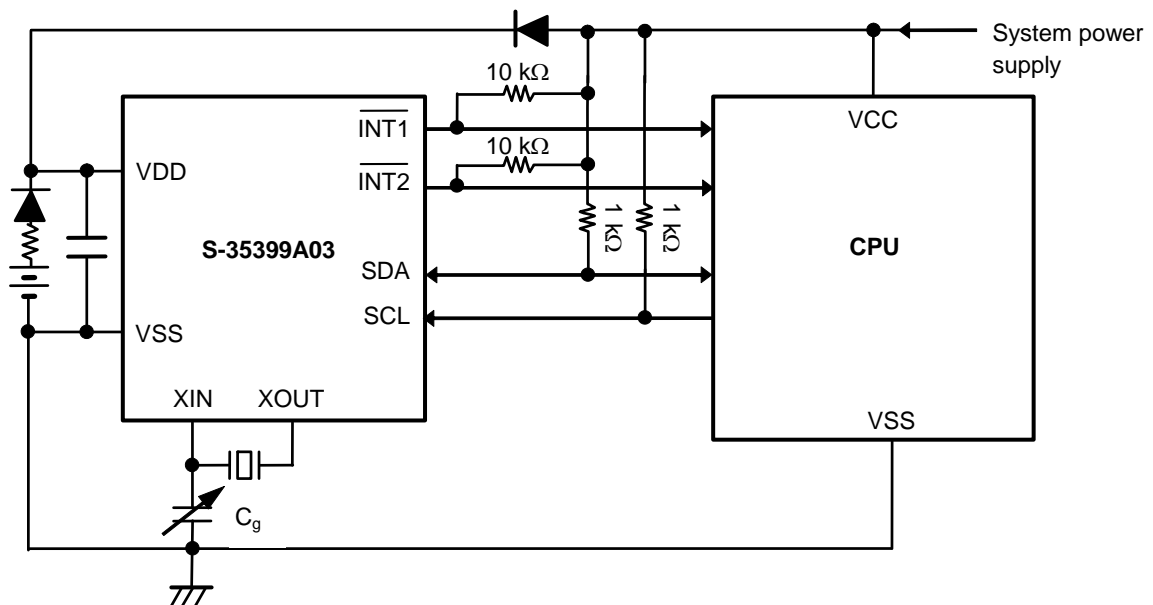 System power
supply
10 kΩ
INT1
VCC
10 kΩ
VDD
INT2
1 kΩ
1 kΩ
S-35399A03
CPU
SDA
SCL
VSS
XIN XOUT
VSS
Cg